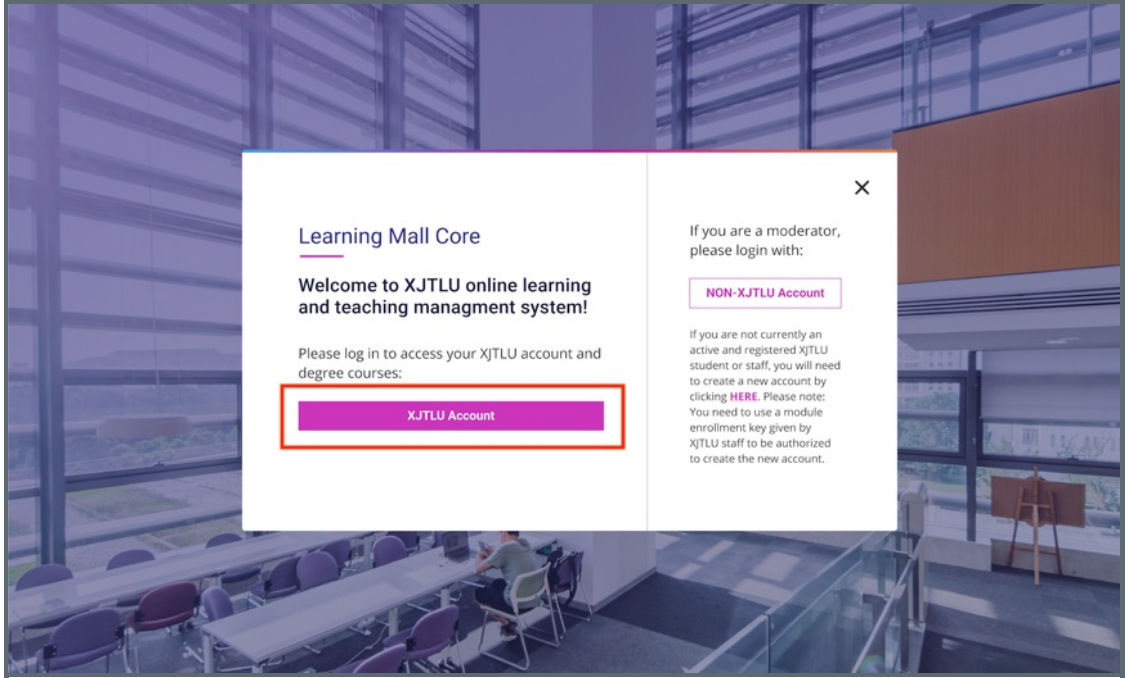 Learning Mall Core
Welcome to XJTLU online learning
and teaching managment system!
Please log in to access your XJTLU account and
degree courses:
XJTLU Account
If you are a moderator,
please login with:
NON-XJTLU Account
If you are not currently an
active and registered XJTLU
student or staff, you will need
to create a new account by
clicking HERE. Please note:
You need to use a module
enrollment key given by
XJTLU staff to be authorized
to create the new account.